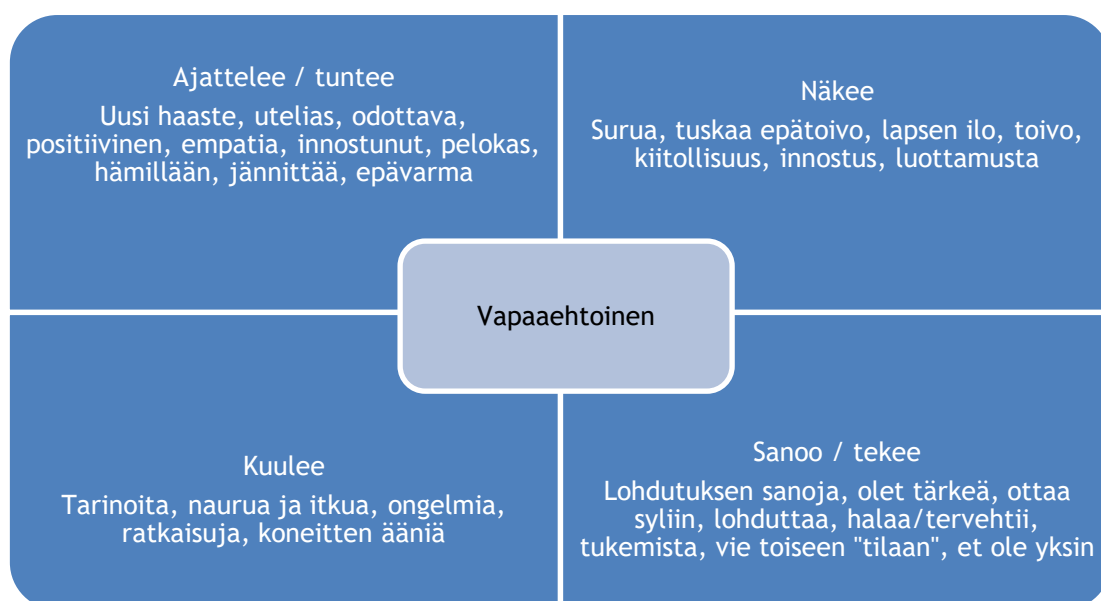 Ajattelee / tuntee
Uusi haaste, utelias, odottava,
positiivinen, empatia, innostunut, pelokas,
hämillään, jännittää, epävarma
Näkee
Surua, tuskaa epätoivo, lapsen ilo, toivo,
kiitollisuus, innostus, luottamusta
Vapaaehtoinen
Kuulee
Tarinoita, naurua ja itkua, ongelmia,
ratkaisuja, koneitten ääniä
Sanoo / tekee
Lohdutuksen sanoja, olet tärkeä, ottaa
syliin, lohduttaa, halaa/tervehtii,
tukemista, vie toiseen "tilaan", et ole yksin